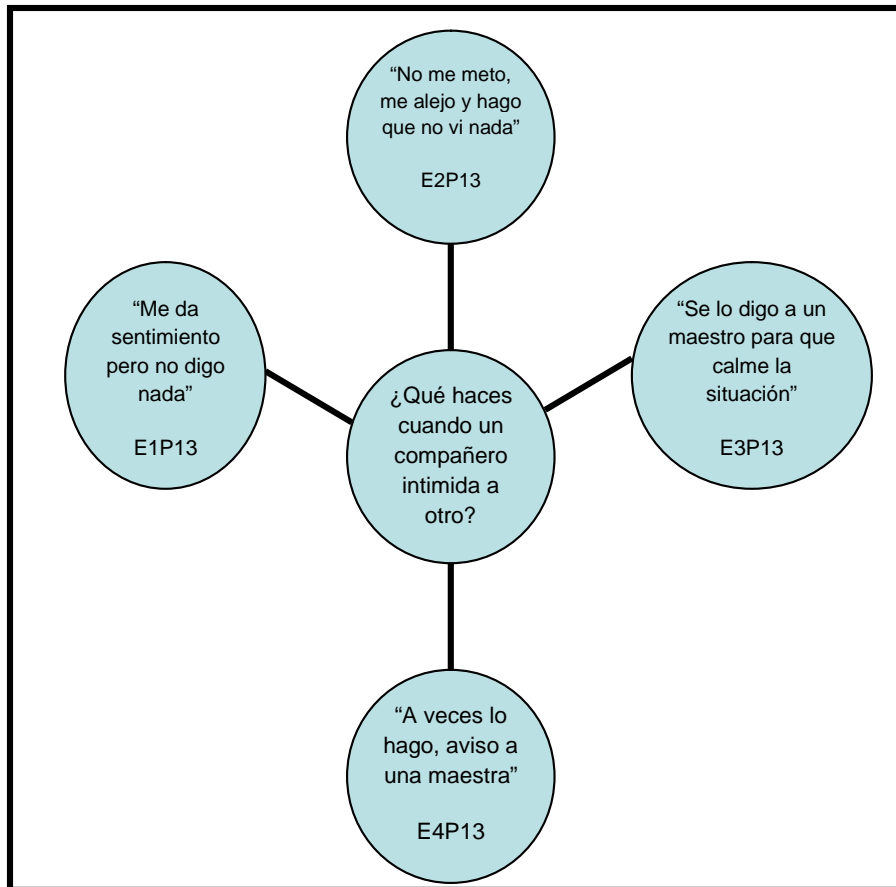 “No me meto,
me alejo y hago
que no vi nada”
E2P13
“Me da
sentimiento
pero no digo
nada”
E1P13
“Se lo digo a un
maestro para que
calme la
situación”
E3P13
¿Qué haces
cuando un
compañero
intimida a
otro?
“A veces lo
hago, aviso a
una maestra”
E4P13